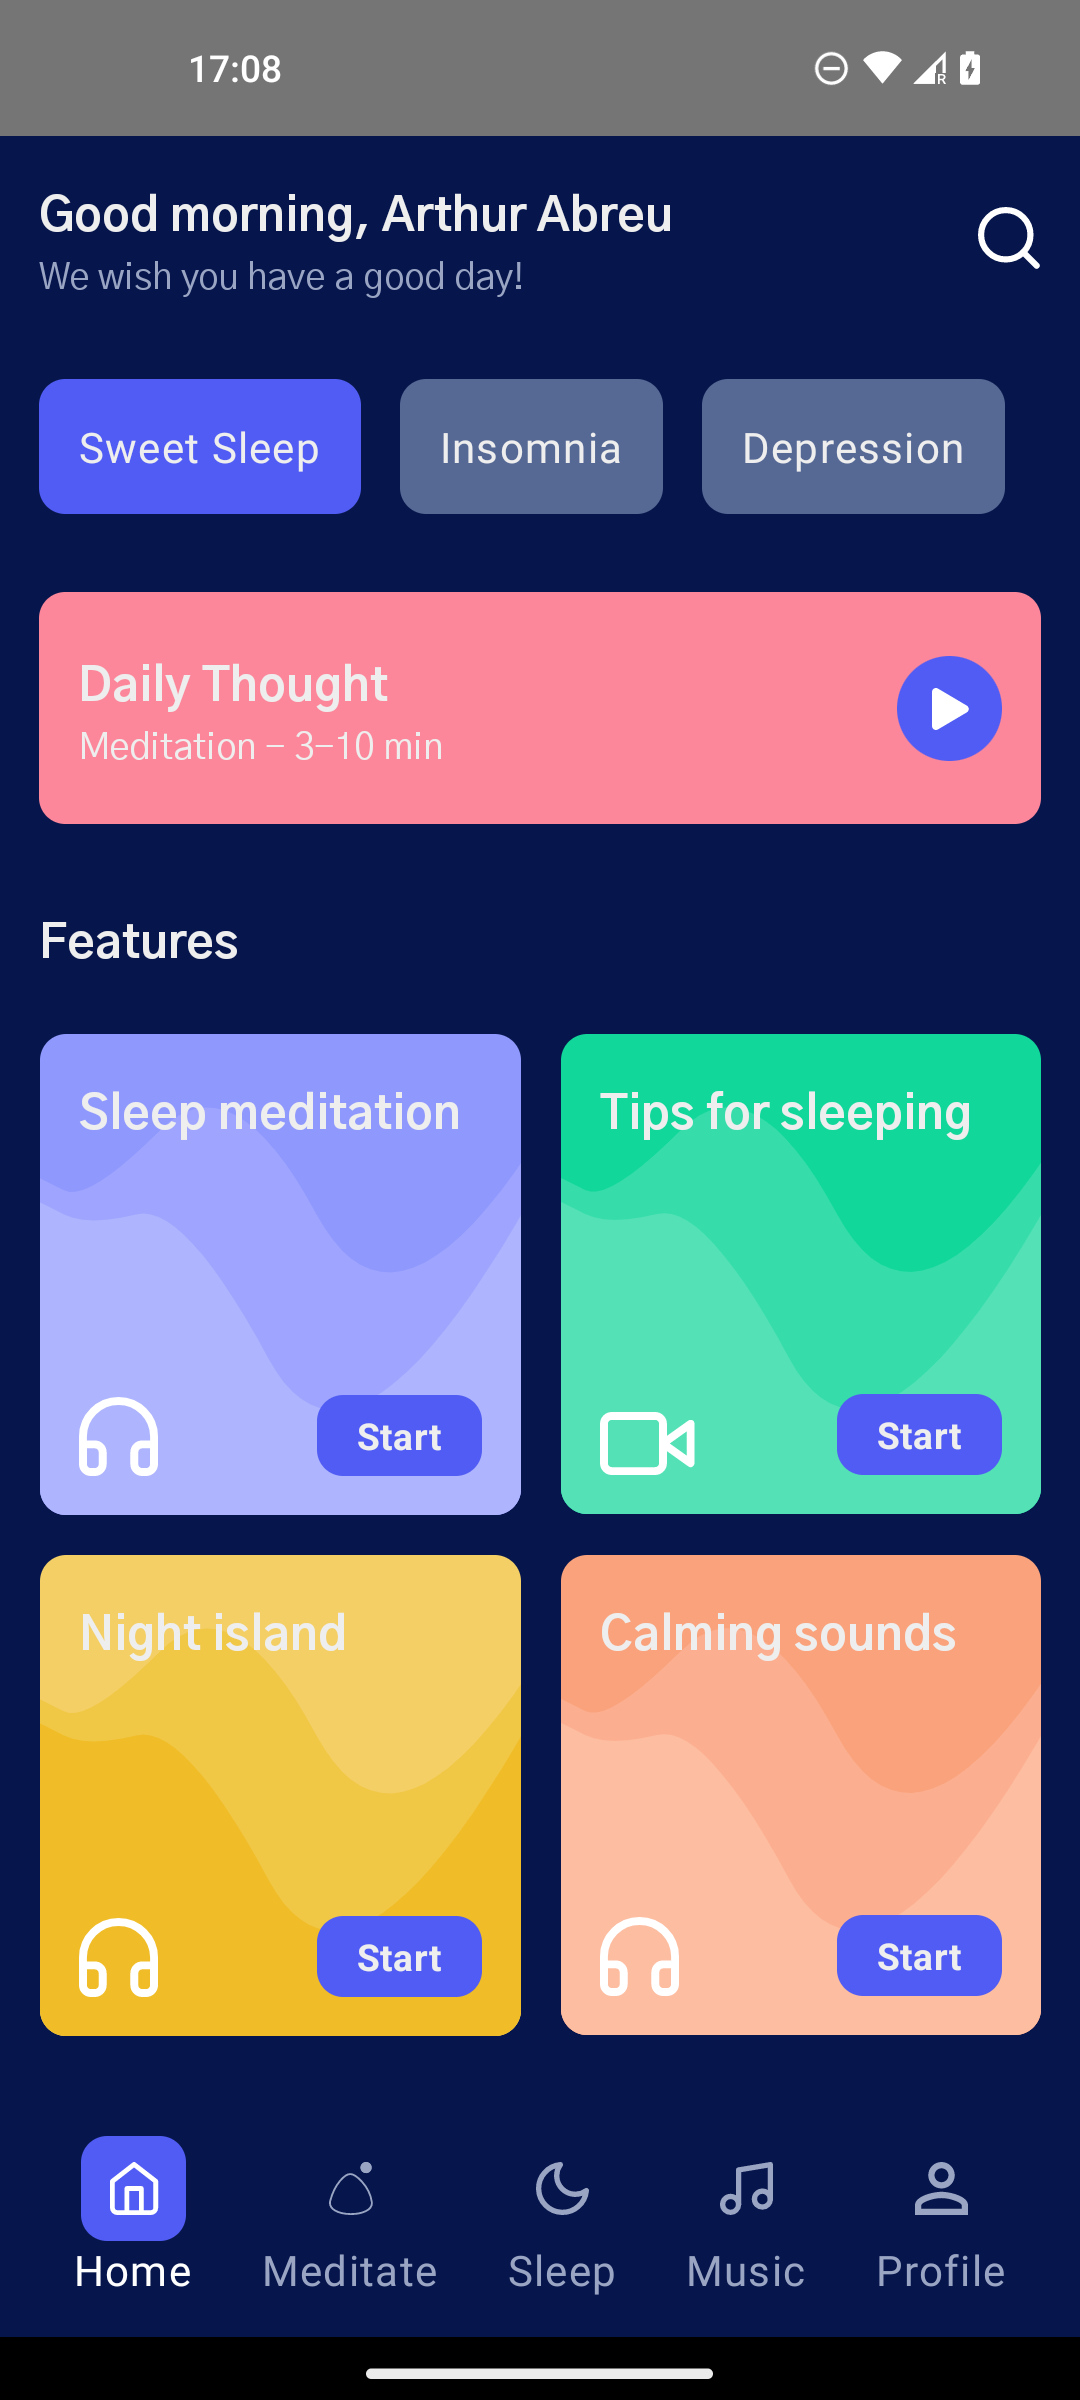 17:08
R
Good morning, Arthur Abreu
We wish you have a good day!
Sweet Sleep
Insomnia
Depression
Daily Thought
Meditation - 3-10 min
Features
Sleep meditation
Start
Tips for sleeping
Start
Night island
Start
Calming sounds
Start
Home
Meditate
Sleep
Music
Profile